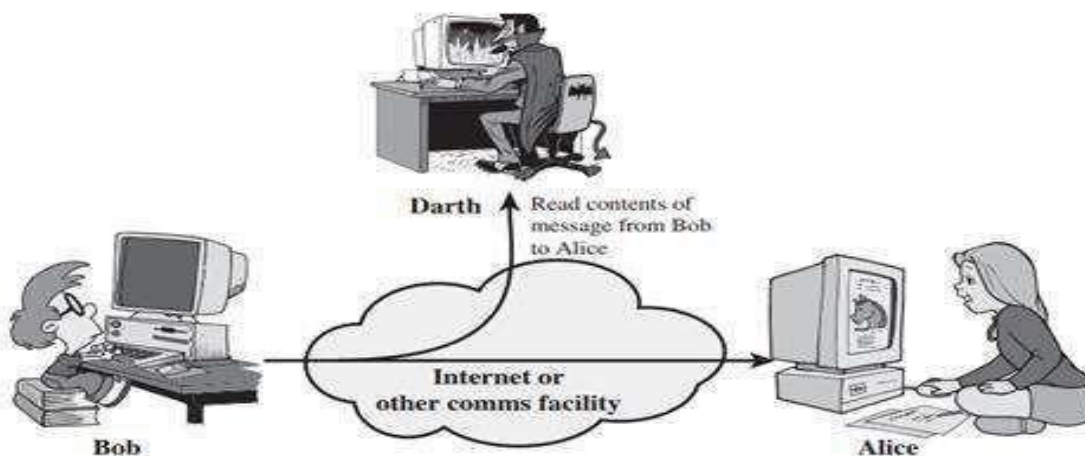 Darth
Read contents of
message from Bob
to Alice
Internet or
other comms facility
Bob
Alice